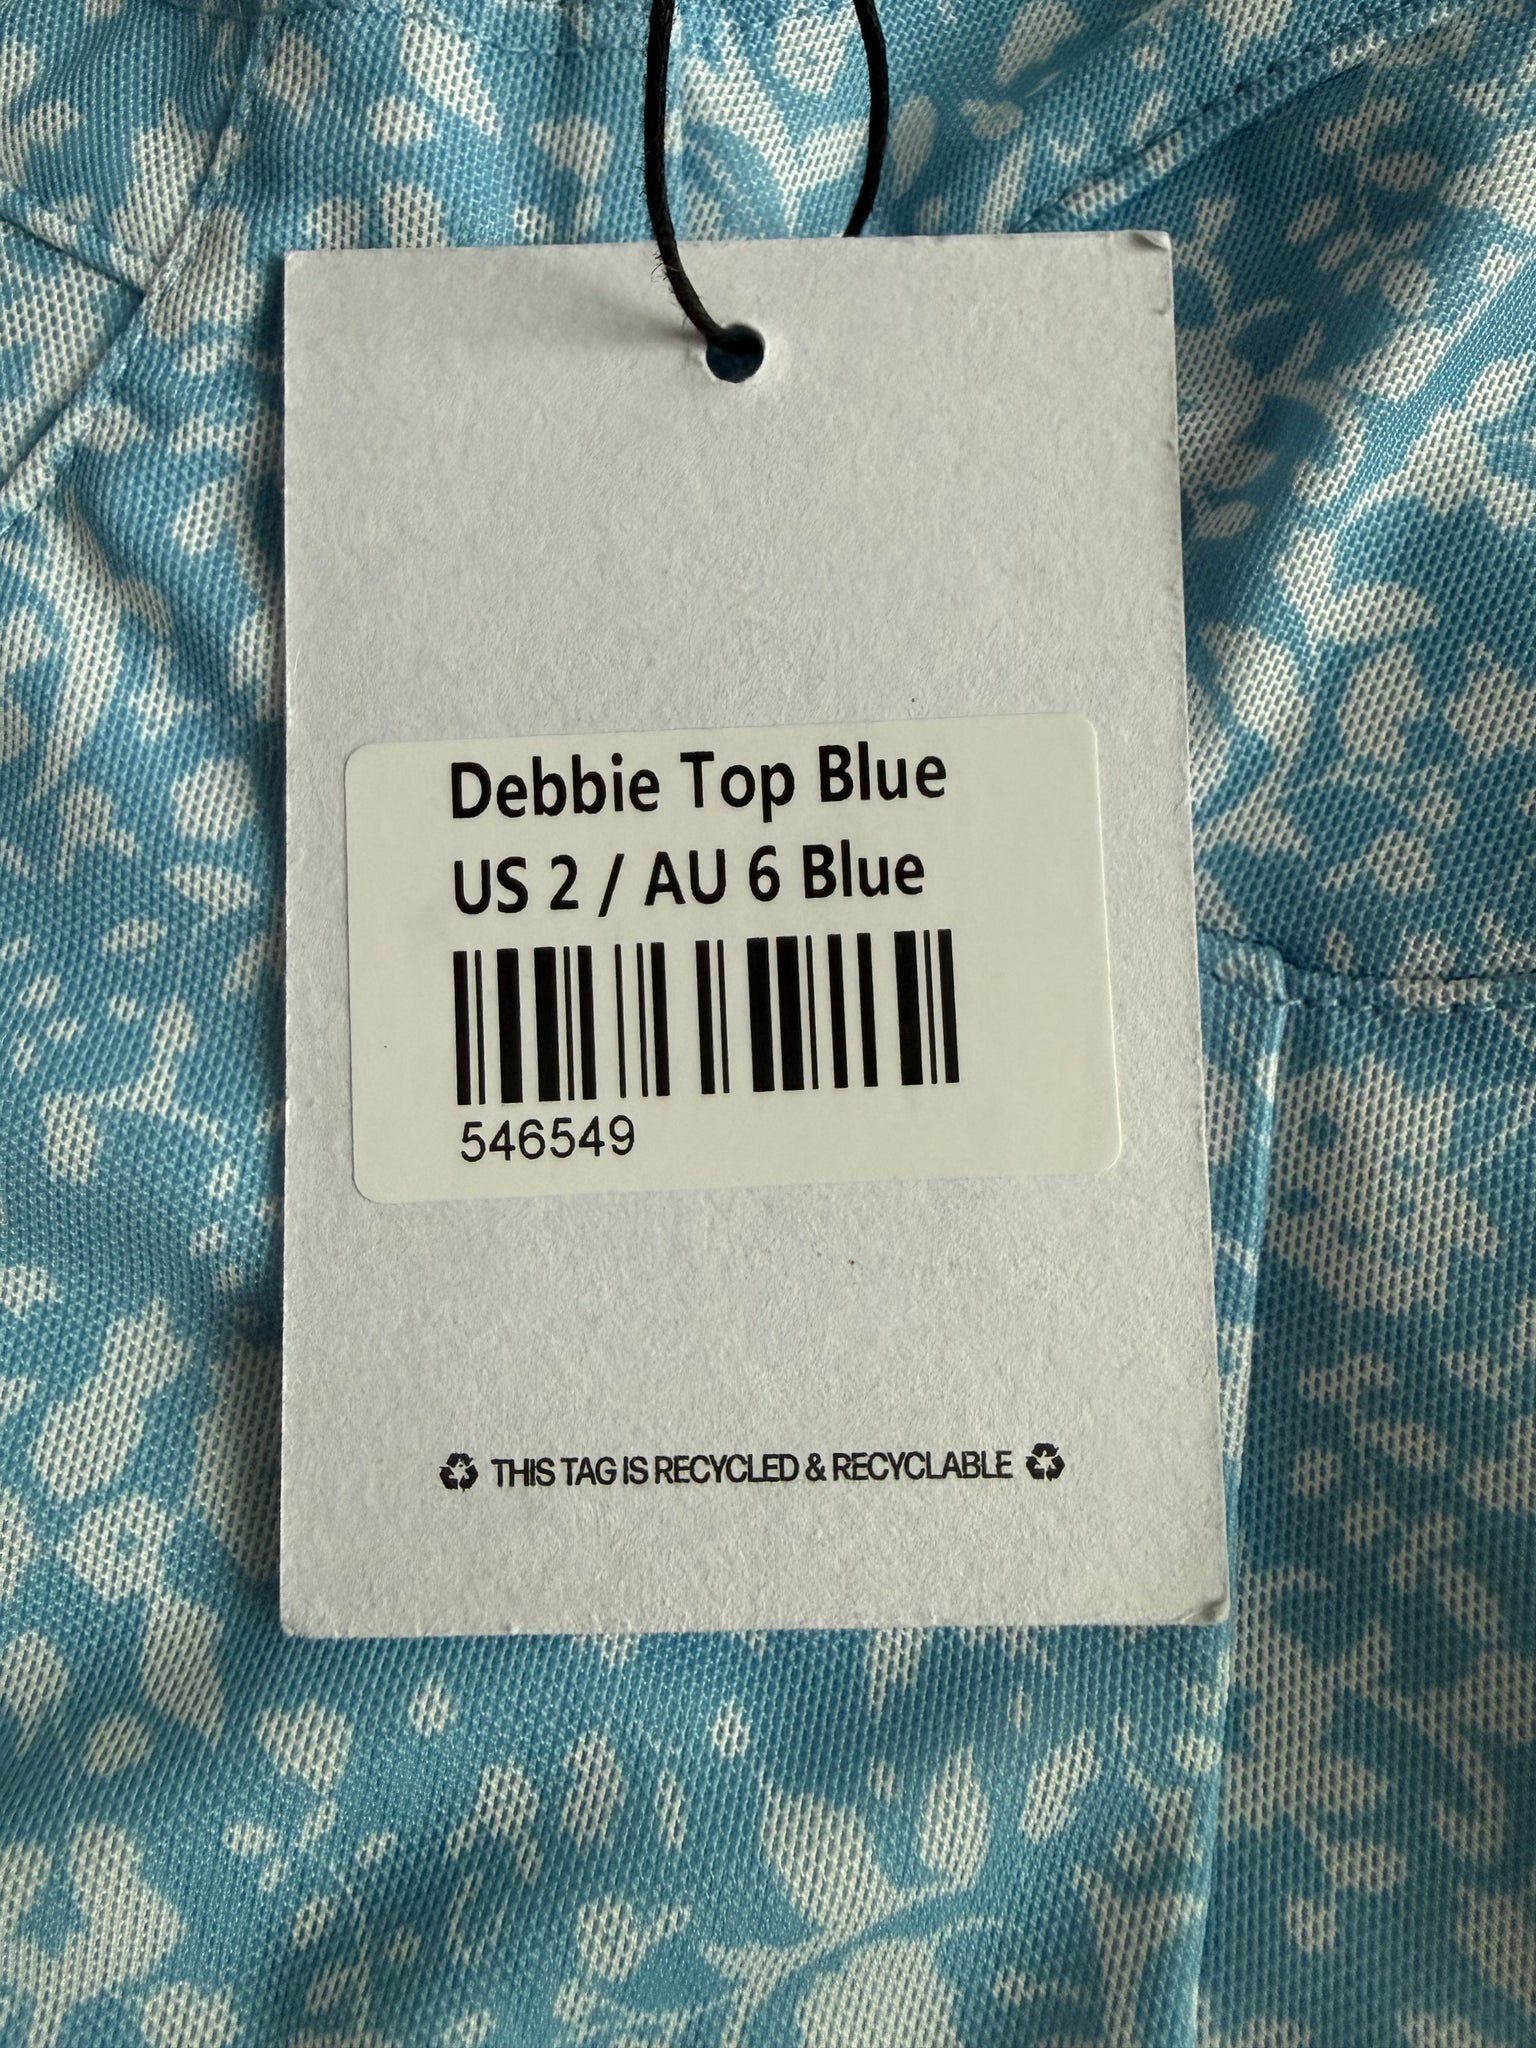 Debbie Top Blue
US 2 / AU 6 Blue
546549
THIS TAG IS RECYCLED & RECYCLABLE